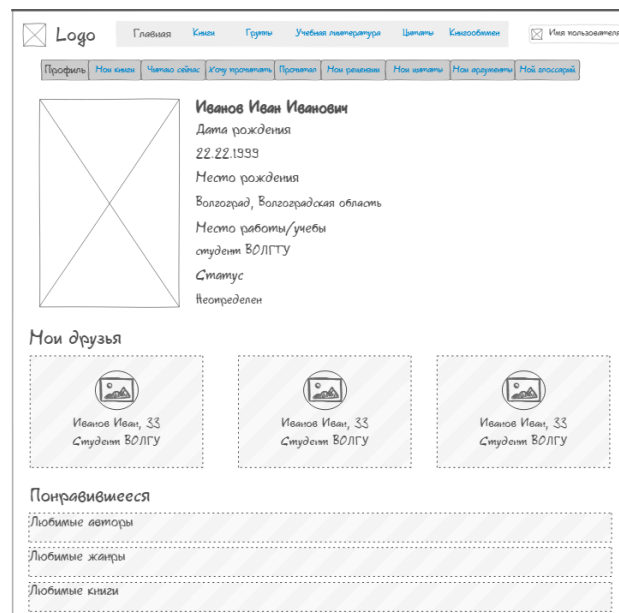 Logo Главная Книги Группы Учебная литература Цитаты Книгообмен Имя пользователя
Профиль Мои книги Читаю сейчас Хочу прочитать Прочитал Мои рецензии Мои цитаты Мои аргументы Мой глоссарий
Иванов Иван Иванович
Дата рождения
22.22.1999
Место рождения
Волгоград, Волгоградская область
Место работы/учебы
студент ВОЛГТУ
Статус
Неопределен
Мои друзья
Иванов Иван, 33 Иванов Иван, 33 Иванов Иван, 33
Студент ВОЛГУ Студент ВОЛГУ Студент ВОЛГУ
Понравившееся
Любимые авторы
Любимые жанры
Любимые книги